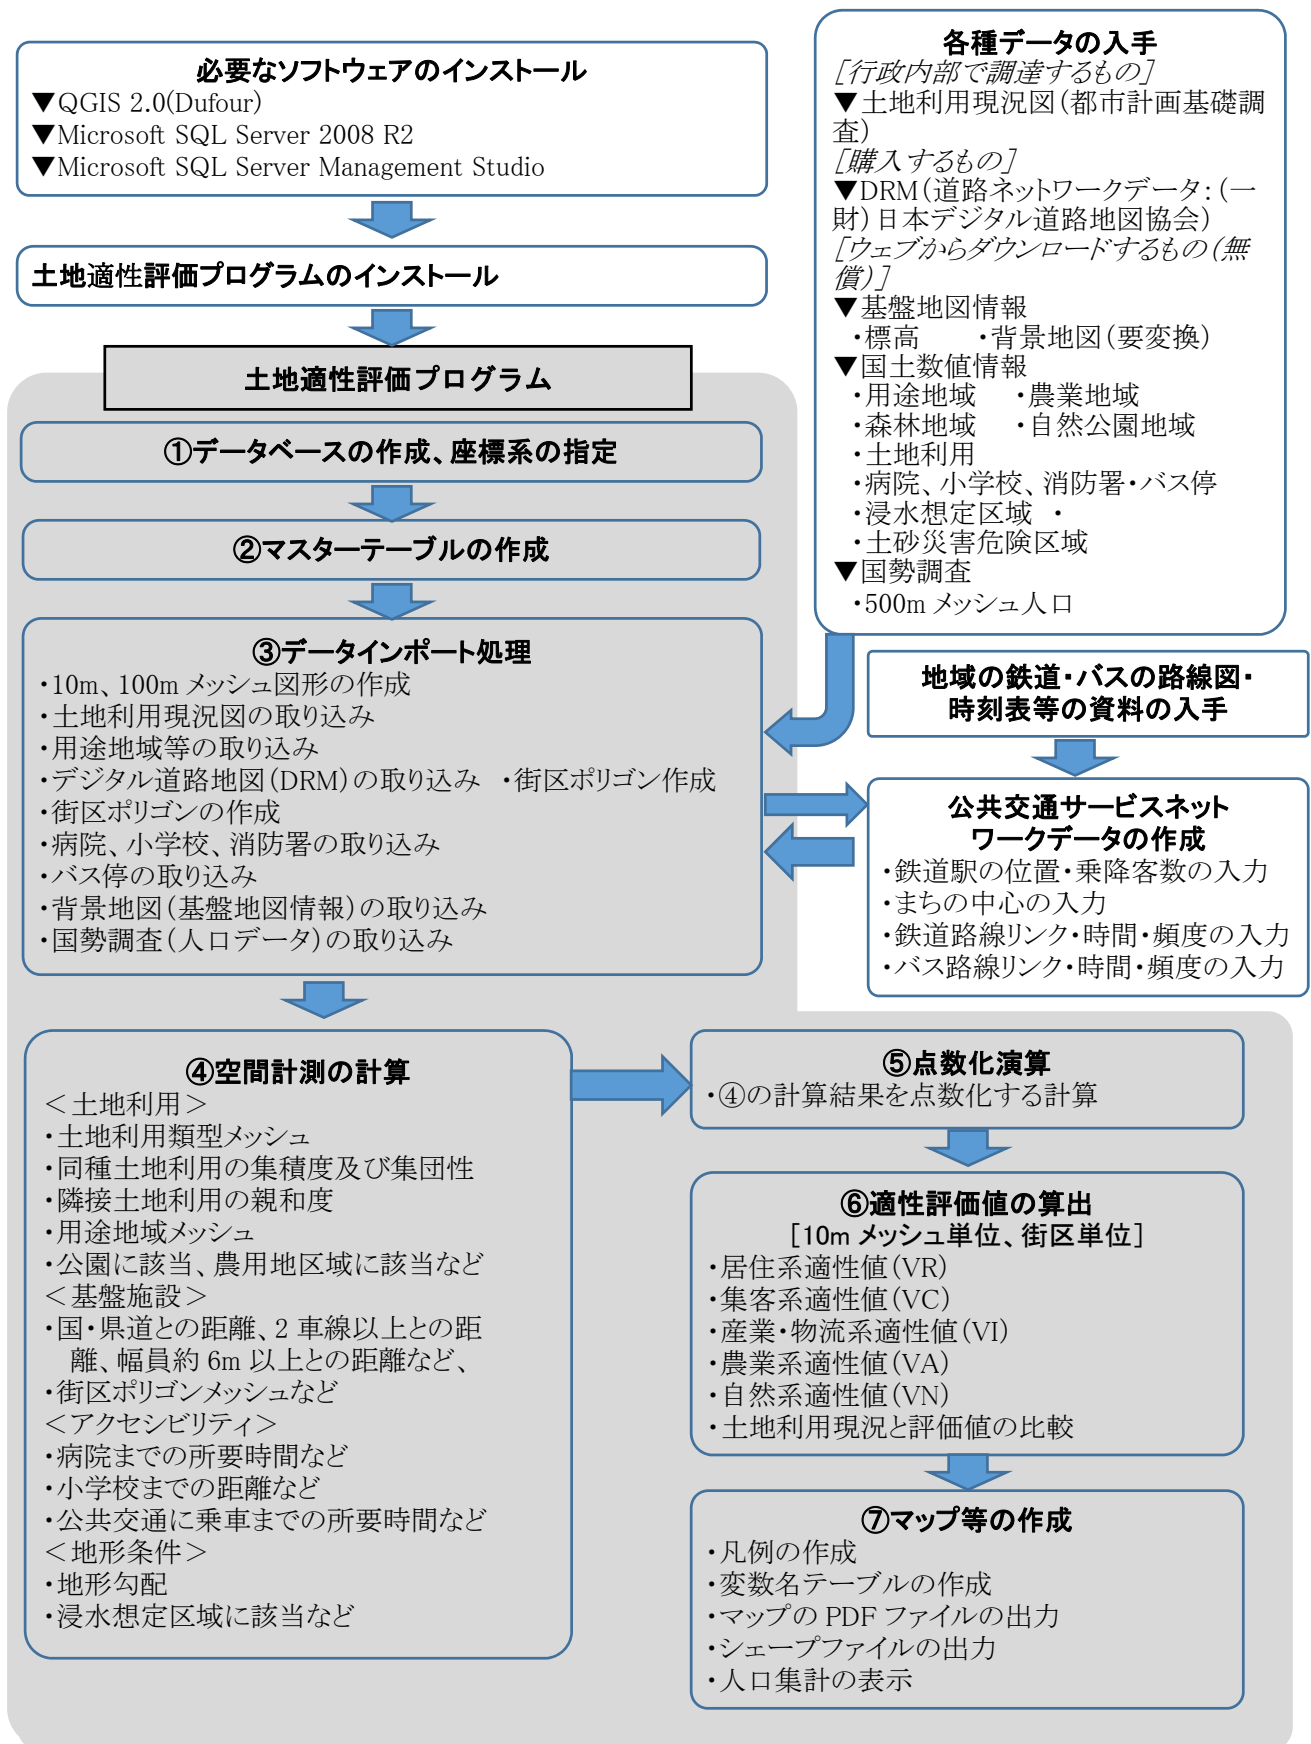 必要なソフトウェアのインストール
▼QGIS 2.0(Dufour)
▼Microsoft SQL Server 2008 R2
▼Microsoft SQL Server Management Studio
土地適性評価プログラムのインストール
土地適性評価プログラム
①データベースの作成、座標系の指定
②マスターテーブルの作成
③データインポート処理
・10m、100mメッシュ図形の作成
・土地利用現況図の取り込み
・用途地域等の取り込み
・デジタル道路地図(DRM)の取り込み ・街区ポリゴン作成
・街区ポリゴンの作成
・病院、小学校、消防署の取り込み
・バス停の取り込み
・背景地図(基盤地図情報)の取り込み
・国勢調査(人口データ)の取り込み
各種データの入手
[行政内部で調達するもの]
▼土地利用現況図(都市計画基礎調
査)
[購入するもの]
▼DRM(道路ネットワークデータ:(一
財)日本デジタル道路地図協会)
[ウェブからダウンロードするもの(無
償)]
▼基盤地図情報
・標高 ・背景地図(要変換)
▼国土数値情報
・用途地域 ・農業地域
・森林地域 ・自然公園地域
・土地利用
・病院、小学校、消防署・バス停
・浸水想定区域 ・
・土砂災害危険区域
▼国勢調査
・500mメッシュ人口
地域の鉄道・バスの路線図・
時刻表等の資料の入手
公共交通サービスネット
ワークデータの作成
・鉄道駅の位置・乗降客数の入力
・まちの中心の入力
・鉄道路線リンク・時間・頻度の入力
・バス路線リンク・時間・頻度の入力
④空間計測の計算
＜土地利用＞
・土地利用類型メッシュ
・同種土地利用の集積度及び集団性
・隣接土地利用の親和度
・用途地域メッシュ
・公園に該当、農用地区域に該当など
＜基盤施設＞
・国・県道との距離、2車線以上との距
離、幅員約6m以上との距離など、
・街区ポリゴンメッシュなど
＜アクセシビリティ＞
・病院までの所要時間など
・小学校までの距離など
・公共交通に乗車までの所要時間など
＜地形条件＞
・地形勾配
・浸水想定区域に該当など
⑤点数化演算
・④の計算結果を点数化する計算
⑥適性評価値の算出
[10mメッシュ単位、街区単位]
・居住系適性値(VR)
・集客系適性値(VC)
・産業・物流系適性値(VI)
・農業系適性値(VA)
・自然系適性値(VN)
・土地利用現況と評価値の比較
⑦マップ等の作成
・凡例の作成
・変数名テーブルの作成
・マップのPDFファイルの出力
・シェープファイルの出力
・人口集計の表示